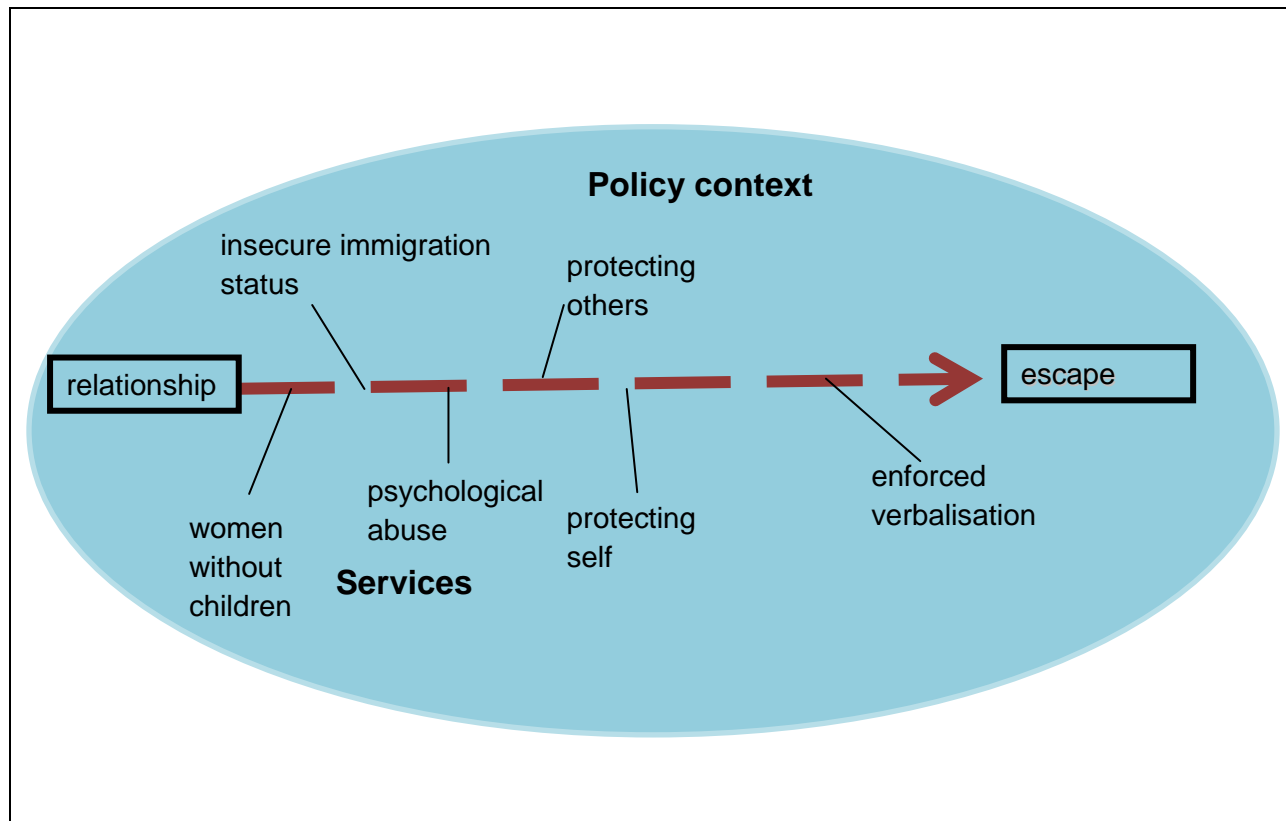 Policy context
insecure immigration
status
protecting
others
relationship
escape
psychological
abuse
enforced
verbalisation
women
without
children
protecting
self
Services